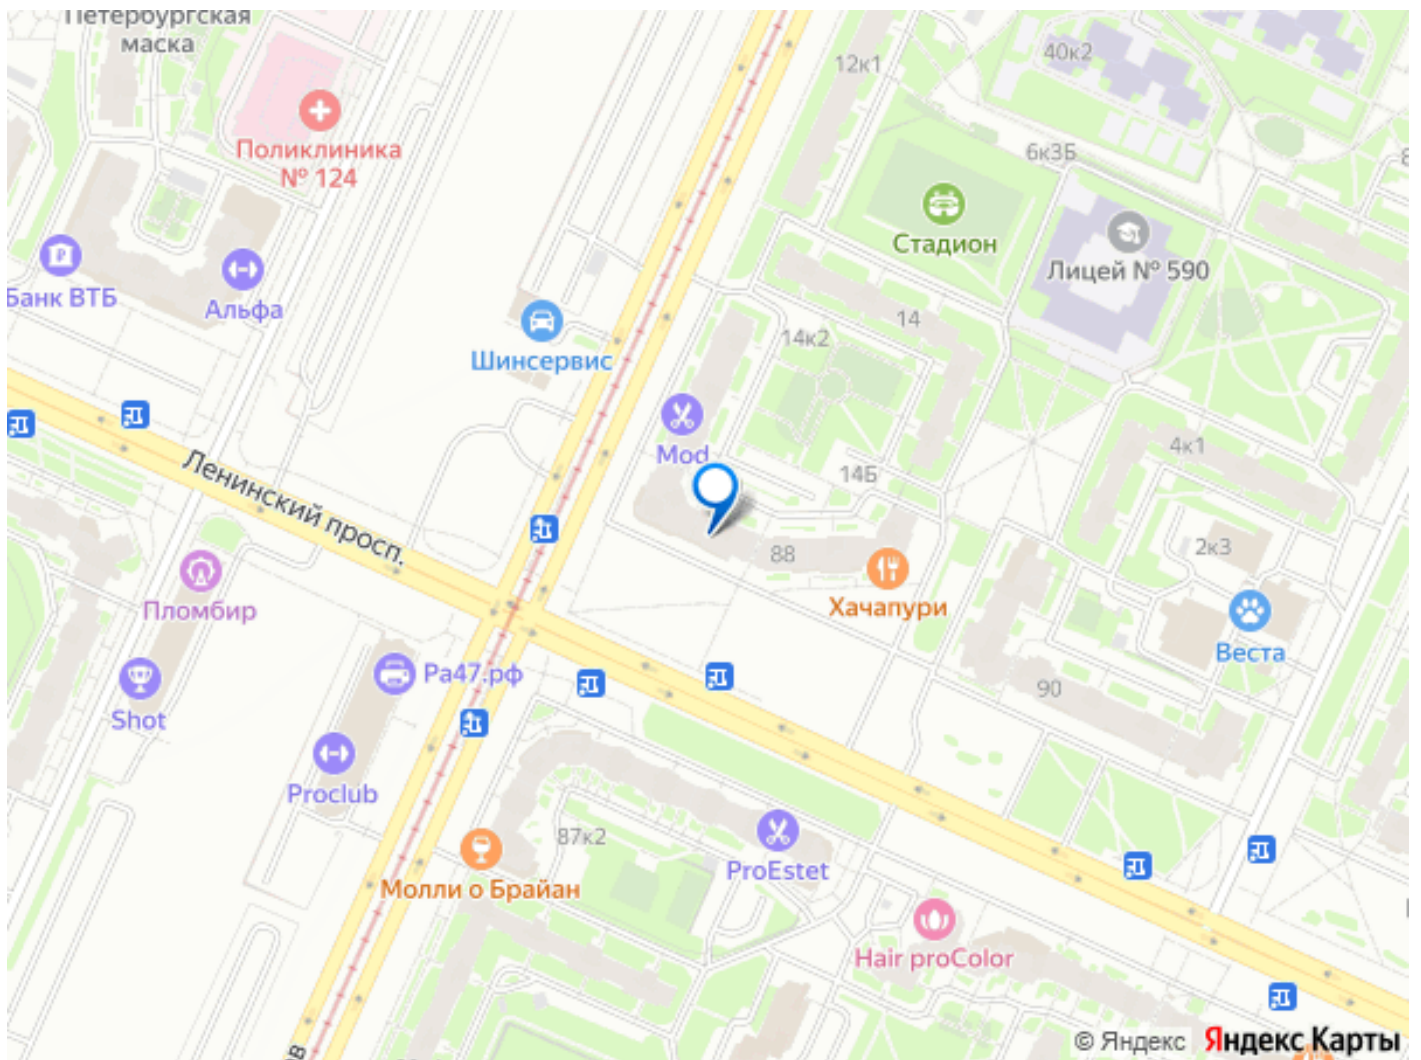 Петербургская
маска
12к1
40к2
Поликлиника
№ 124
6к3Б
Стадион
Лицей № 590
Банк ВТБ
Альфа
14
14к2
Шинсервис
Mod
4к1
14Б
Ленинский просп.
88
2к3
Хачапури
Пломбир
Веста
Ра47.рф
90
Shot
Proclub
87к2
ProEstet
Молли о Брайан
Hair proColor
© Яндекс Яндекс Карты